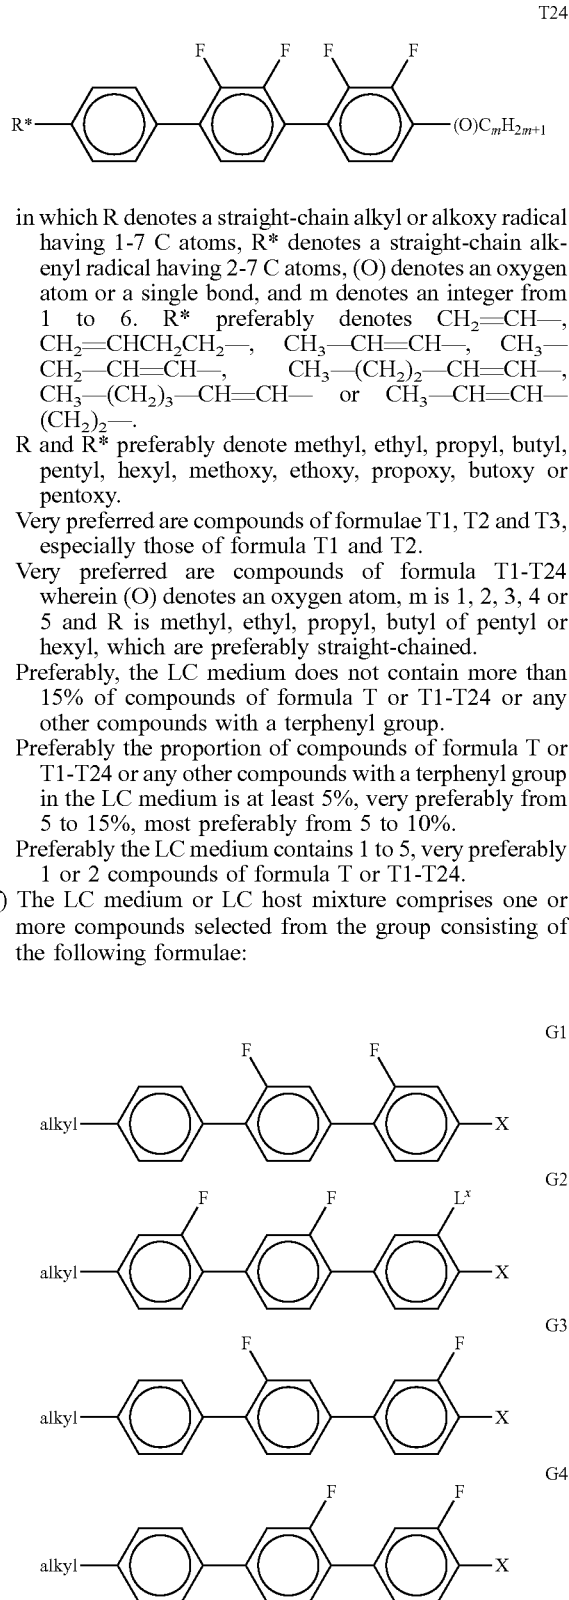 T24
F F F F
R* (O)CₘH₂ₘ₊₁
in which R denotes a straight-chain alkyl or alkoxy radical
having 1-7 C atoms, R* denotes a straight-chain alk-
enyl radical having 2-7 C atoms, (O) denotes an oxygen
atom or a single bond, and m denotes an integer from
1 to 6. R* preferably denotes CH₂=CH—,
CH₂=CHCH₂CH₂—, CH₃—CH=CH—, CH₃—
CH₂—CH=CH—, CH₃—(CH₂)₂—CH=CH—,
CH₃—(CH₂)₃—CH=CH— or CH₃—CH=CH—
(CH₂)₂—.
R and R* preferably denote methyl, ethyl, propyl, butyl,
pentyl, hexyl, methoxy, ethoxy, propoxy, butoxy or
pentoxy.
Very preferred are compounds of formulae T1, T2 and T3,
especially those of formula T1 and T2.
Very preferred are compounds of formula T1-T24
wherein (O) denotes an oxygen atom, m is 1, 2, 3, 4 or
5 and R is methyl, ethyl, propyl, butyl of pentyl or
hexyl, which are preferably straight-chained.
Preferably, the LC medium does not contain more than
15% of compounds of formula T or T1-T24 or any
other compounds with a terphenyl group.
Preferably the proportion of compounds of formula T or
T1-T24 or any other compounds with a terphenyl group
in the LC medium is at least 5%, very preferably from
5 to 15%, most preferably from 5 to 10%.
Preferably the LC medium contains 1 to 5, very preferably
1 or 2 compounds of formula T or T1-T24.
) The LC medium or LC host mixture comprises one or
more compounds selected from the group consisting of
the following formulae:
G1
F F
alkyl X
G2
F F Lˣ
alkyl X
G3
F F
alkyl X
G4
F F
alkyl X